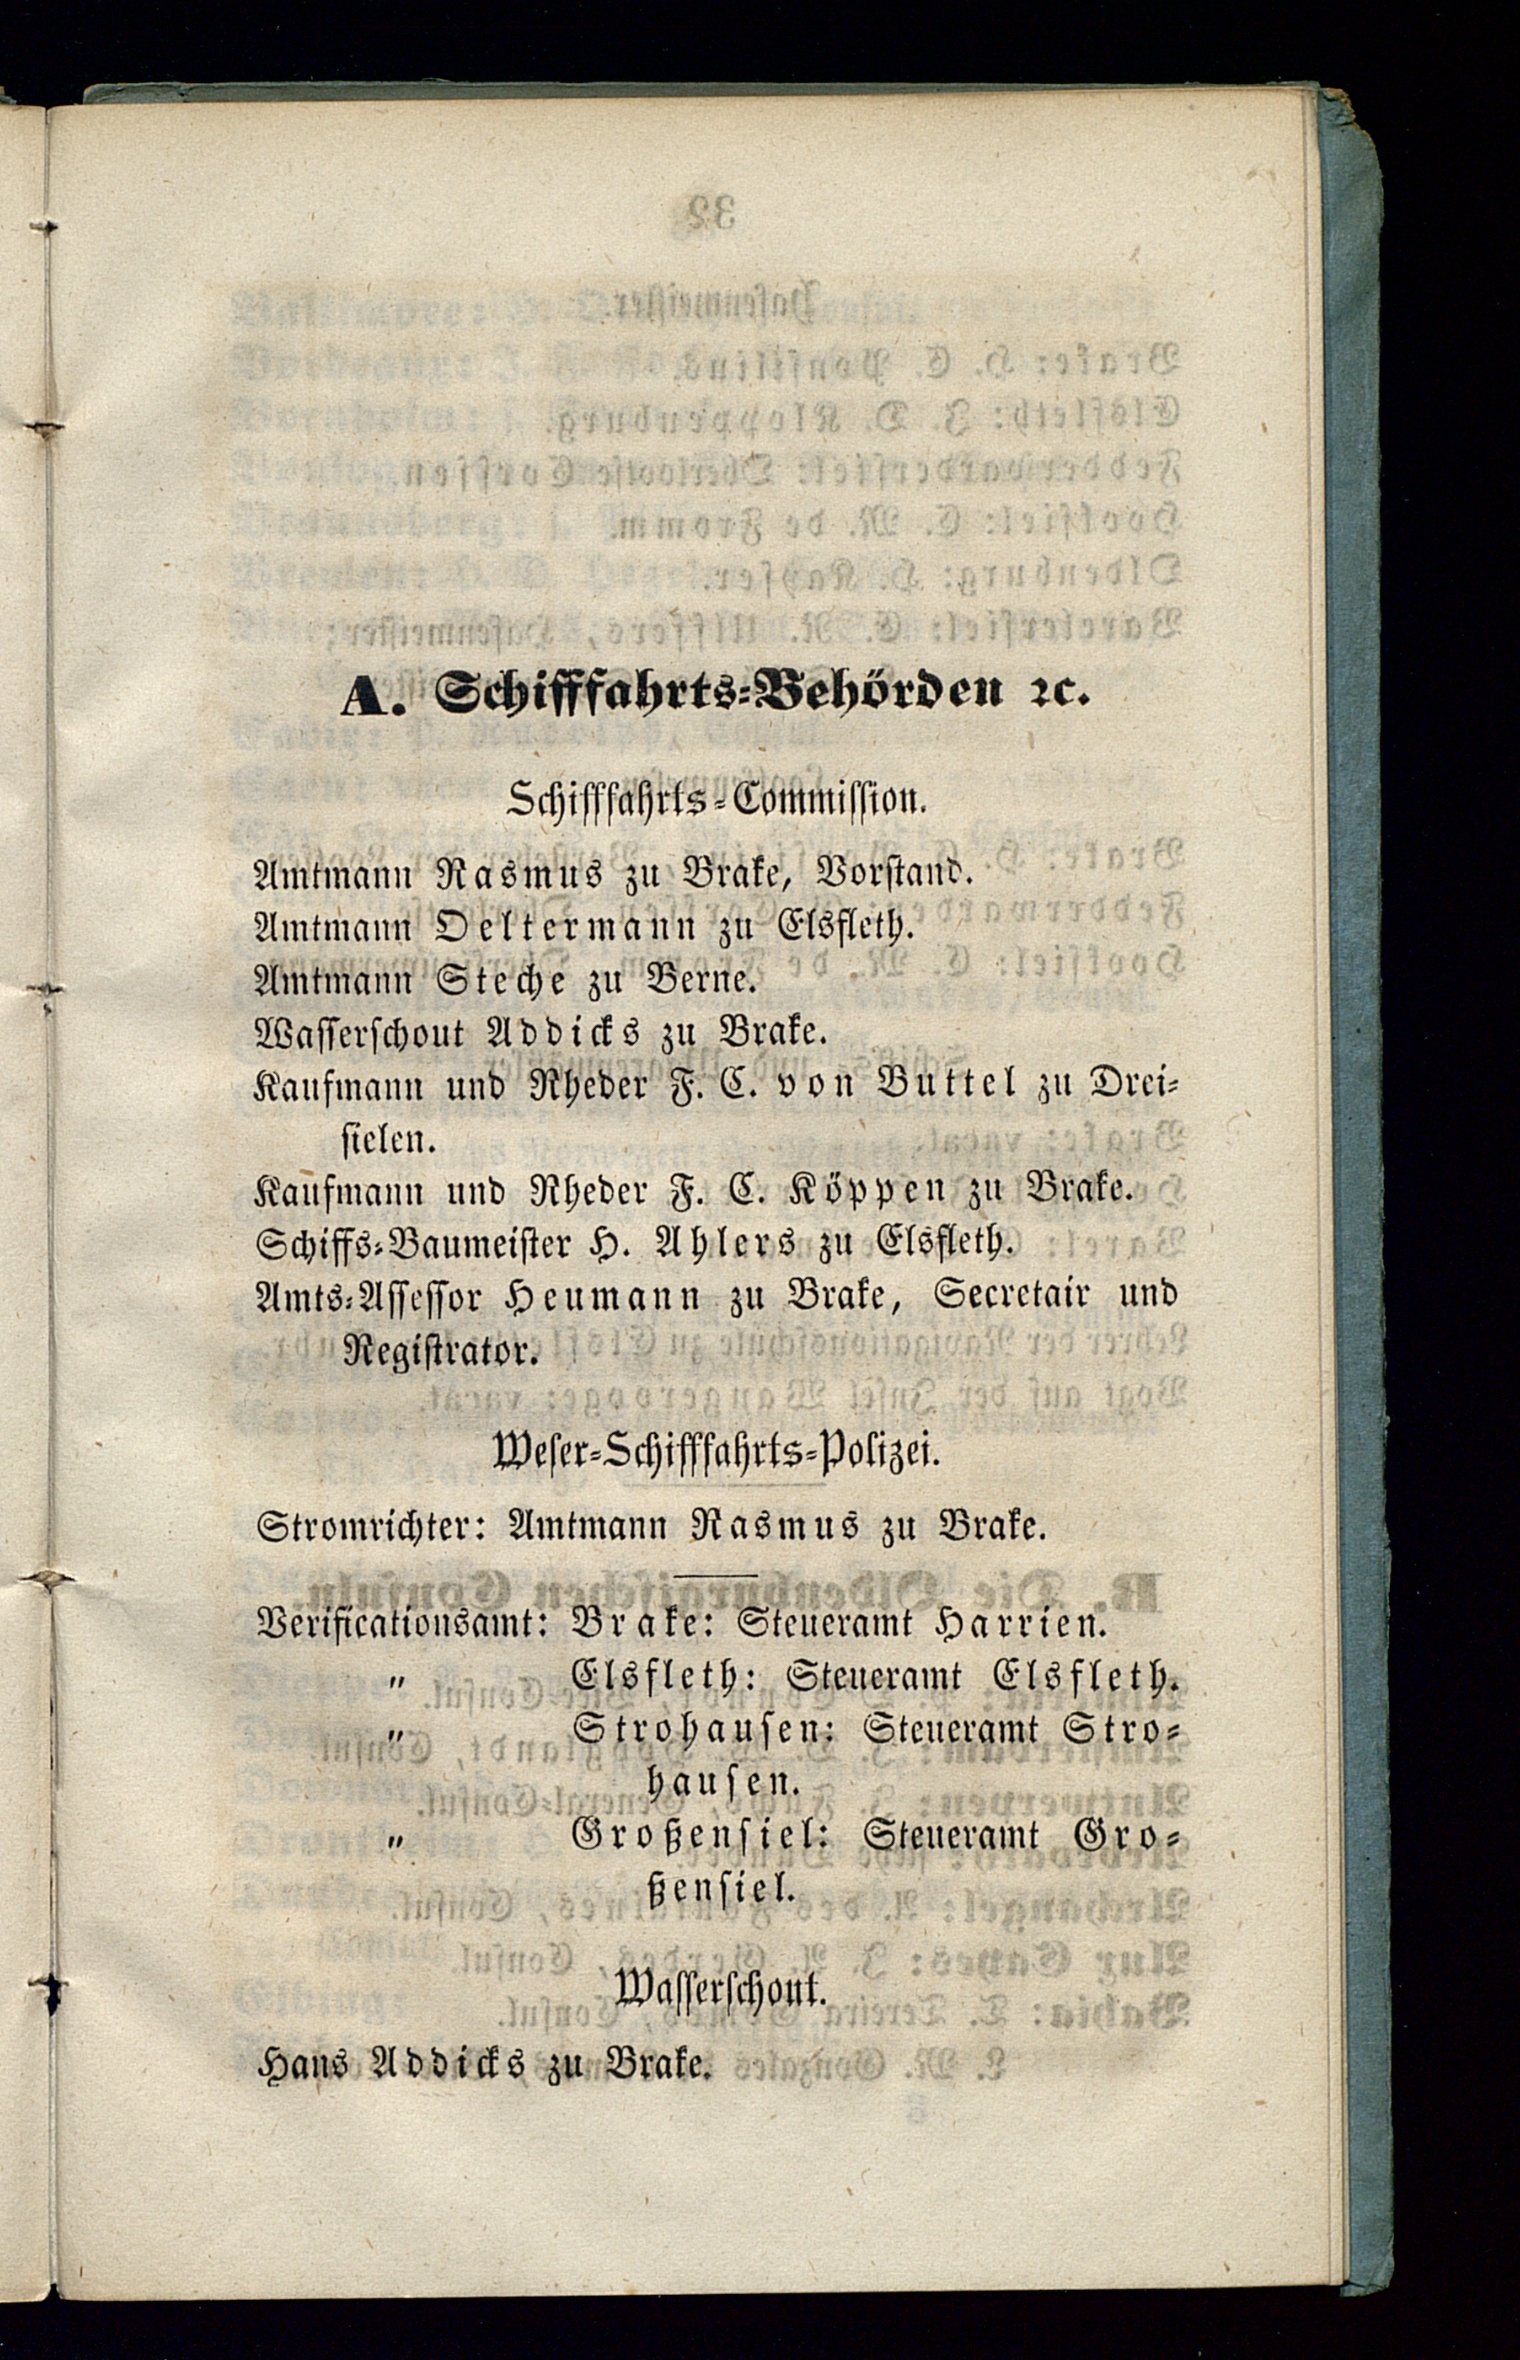 A. Schifffahrts-Behörden ꝛc.
Schifffahrts-Commission.
Amtmann Rasmus zu Brake, Vorstand.
Amtmann Oeltermann zu Elsfleth.
Amtmann Steche zu Berne.
Wasserschout Addicks zu Brake.
Kaufmann und Rheder F. C. von Buttel zu Drei-
sielen.
Kaufmann und Rheder F. C. Köppen zu Brake.
Schiffs-Baumeister H. Ahlers zu Elsfleth.
Amts-Assessor Heumann zu Brake, Secretair und
Registrator.
Weser-Schifffahrts-Polizei.
Stromrichter: Amtmann Rasmus zu Brake.
Verificationsamt: Brake: Steueramt Harrien.
" Elsfleth: Steueramt Elsfleth.
" Strohausen: Steueramt Stro-
hausen.
" Großensiel: Steueramt Gro-
ßensiel.
Wasserschout.
Hans Addicks zu Brake.